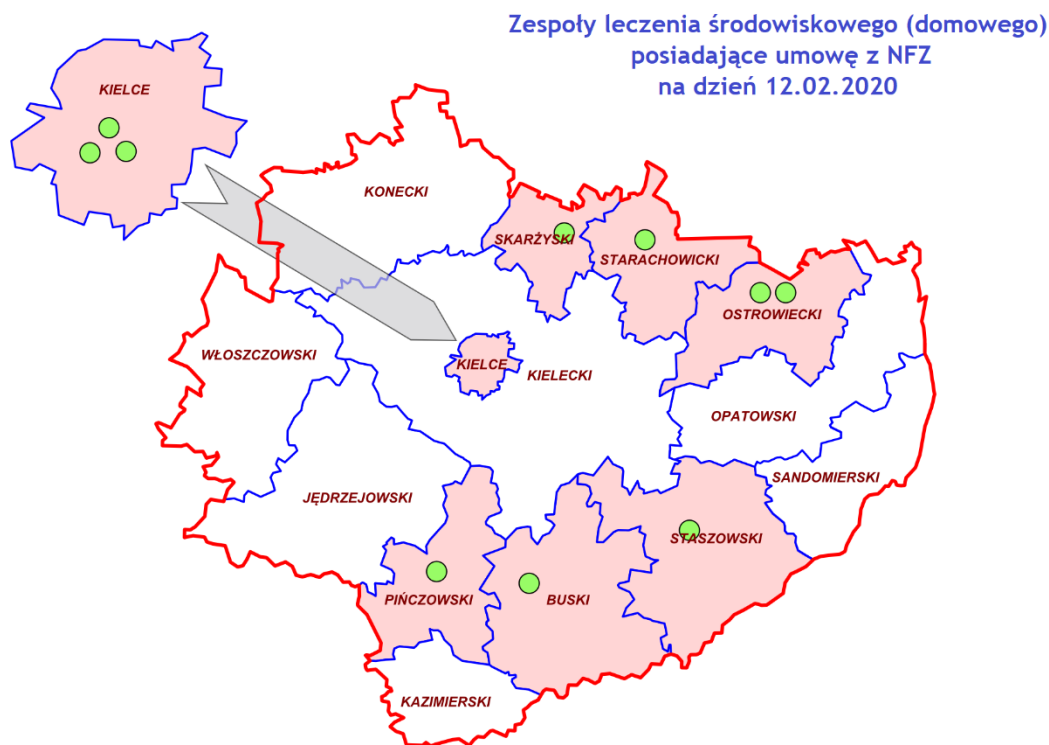 Zespoły leczenia środowiskowego (domowego)
posiadające umowę z NFZ
na dzień 12.02.2020
KIELCE
KONECKI
SKARŻYSKI
STARACHOWICKI
OSTROWIECKI
WŁOSZCZOWSKI
KIELCE
KIELECKI
OPATOWSKI
SANDOMIERSKI
JĘDRZEJOWSKI
STASZOWSKI
PIŃCZOWSKI
BUSKI
KAZIMIERSKI